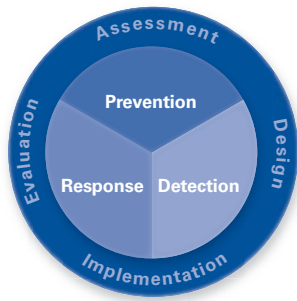 Assessment
Prevention
Evaluation
Response
Detection
Design
Implementation